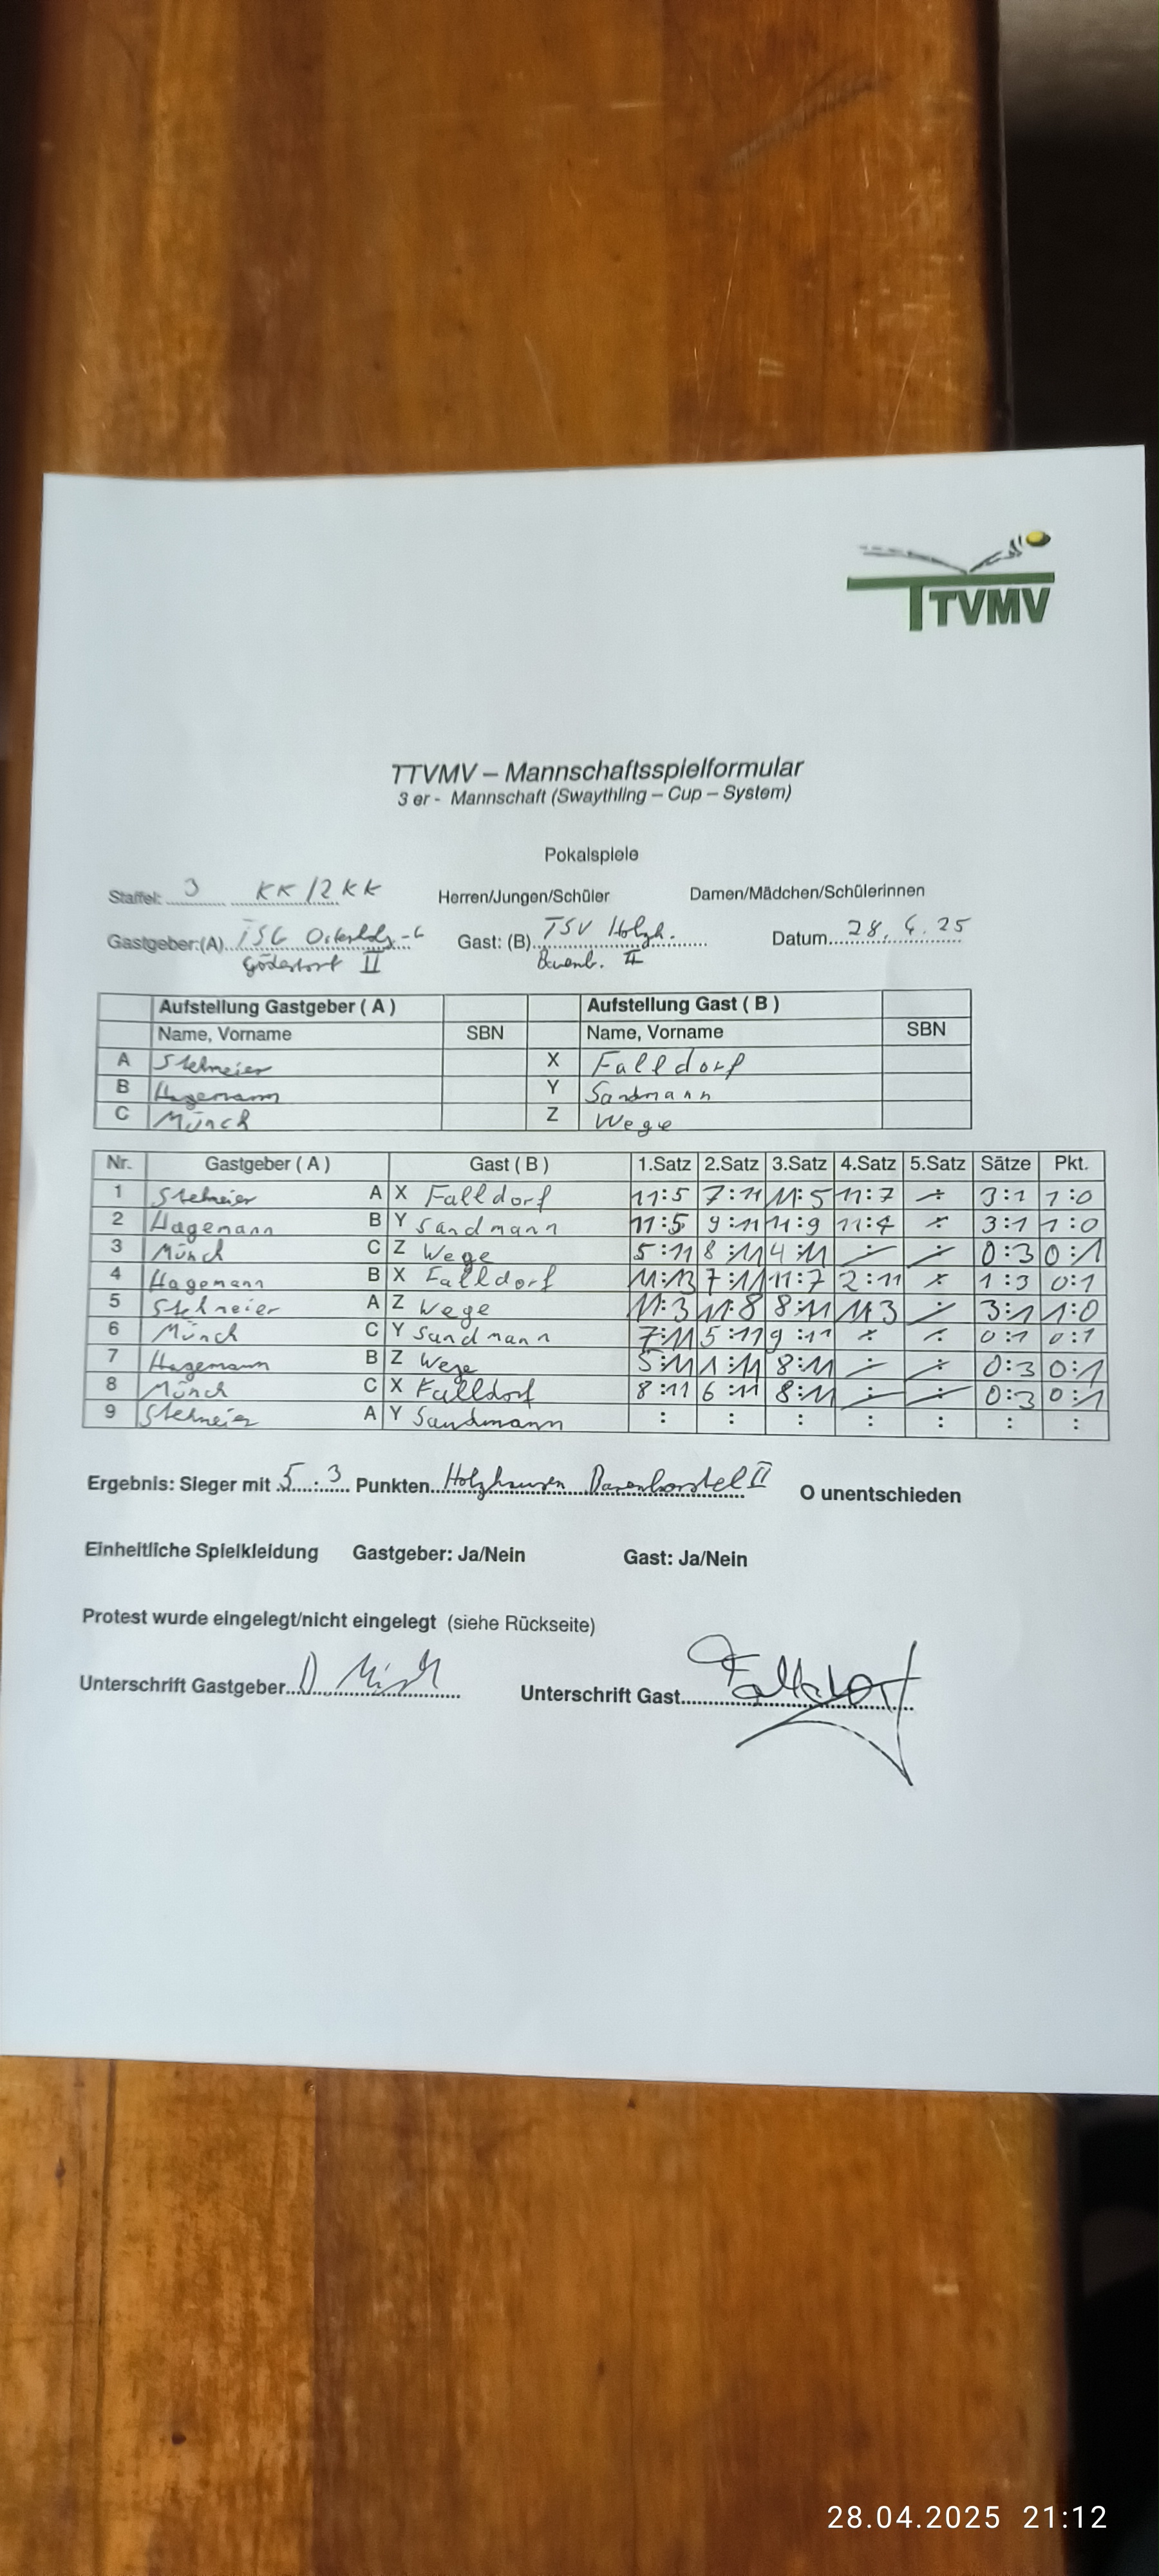 TTVMV
TTVMV – Mannschaftsspielformular
3 er - Mannschaft (Swaythling – Cup – System)
Pokalspiele
Staffel: 3 KK/2KK Herren/Jungen/Schüler Damen/Mädchen/Schülerinnen
Gastgeber:(A) TSG Gast: (B) TSV Holzh. Datum 28.4.25
II II
Aufstellung Gastgeber ( A ) Aufstellung Gast ( B )
Name, Vorname SBN Name, Vorname SBN
A X Falldorf
B Hagemann Y Sandmann
C Münch Z Wege
Nr. Gastgeber ( A ) Gast ( B ) 1.Satz 2.Satz 3.Satz 4.Satz 5.Satz Sätze Pkt.
1 A X Falldorf 11:5 7:11 11:5 11:7 3:1 1:0
2 Hagemann B Y Sandmann 11:5 9:11 11:9 11:4 3:1 1:0
3 Münch C Z Wege 5:11 8:11 4:11 0:3 0:1
4 Hagemann B X Falldorf 11:13 7:11 11:7 2:11 1:3 0:1
5 A Z Wege 11:3 11:8 8:11 11:3 3:1 1:0
6 Münch C Y Sandmann 7:11 5:11 9:11 0:1 0:1
7 Hagemann B Z Wege 5:11 1:11 8:11 0:3 0:1
8 Münch C X Falldorf 8:11 6:11 8:11 0:3 0:1
9 A Y Sandmann : : : : : : :
Ergebnis: Sieger mit 5:3 Punkten Holzhausen II O unentschieden
Einheitliche Spielkleidung Gastgeber: Ja/Nein Gast: Ja/Nein
Protest wurde eingelegt/nicht eingelegt (siehe Rückseite)
Unterschrift Gastgeber Unterschrift Gast Falldorf
28.04.2025 21:12